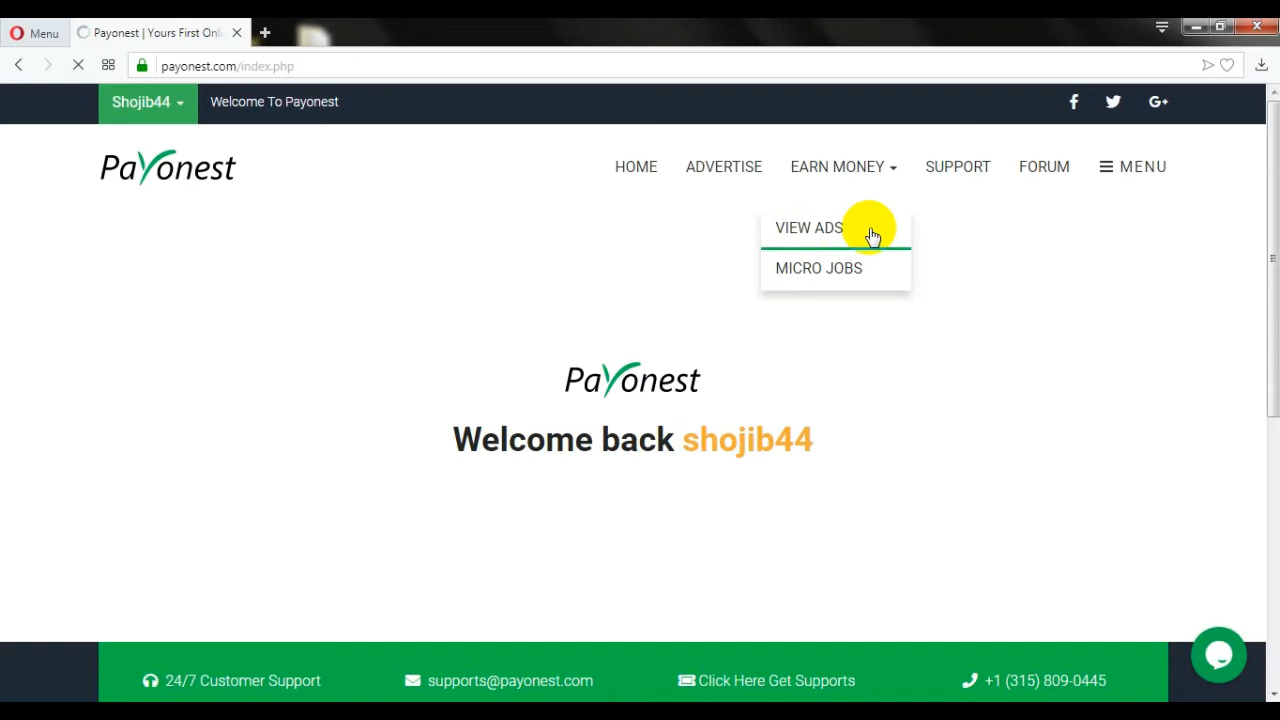 Menu
Payonest | Yours First Onl
payonest.com/index.php
Shojib44
Welcome To Payonest
Payonest
HOME
ADVERTISE
EARN MONEY
SUPPORT
FORUM
MENU
VIEW ADS
MICRO JOBS
Payonest
Welcome back shojib44
24/7 Customer Support
supports@payonest.com
Click Here Get Supports
+1 (315) 809-0445